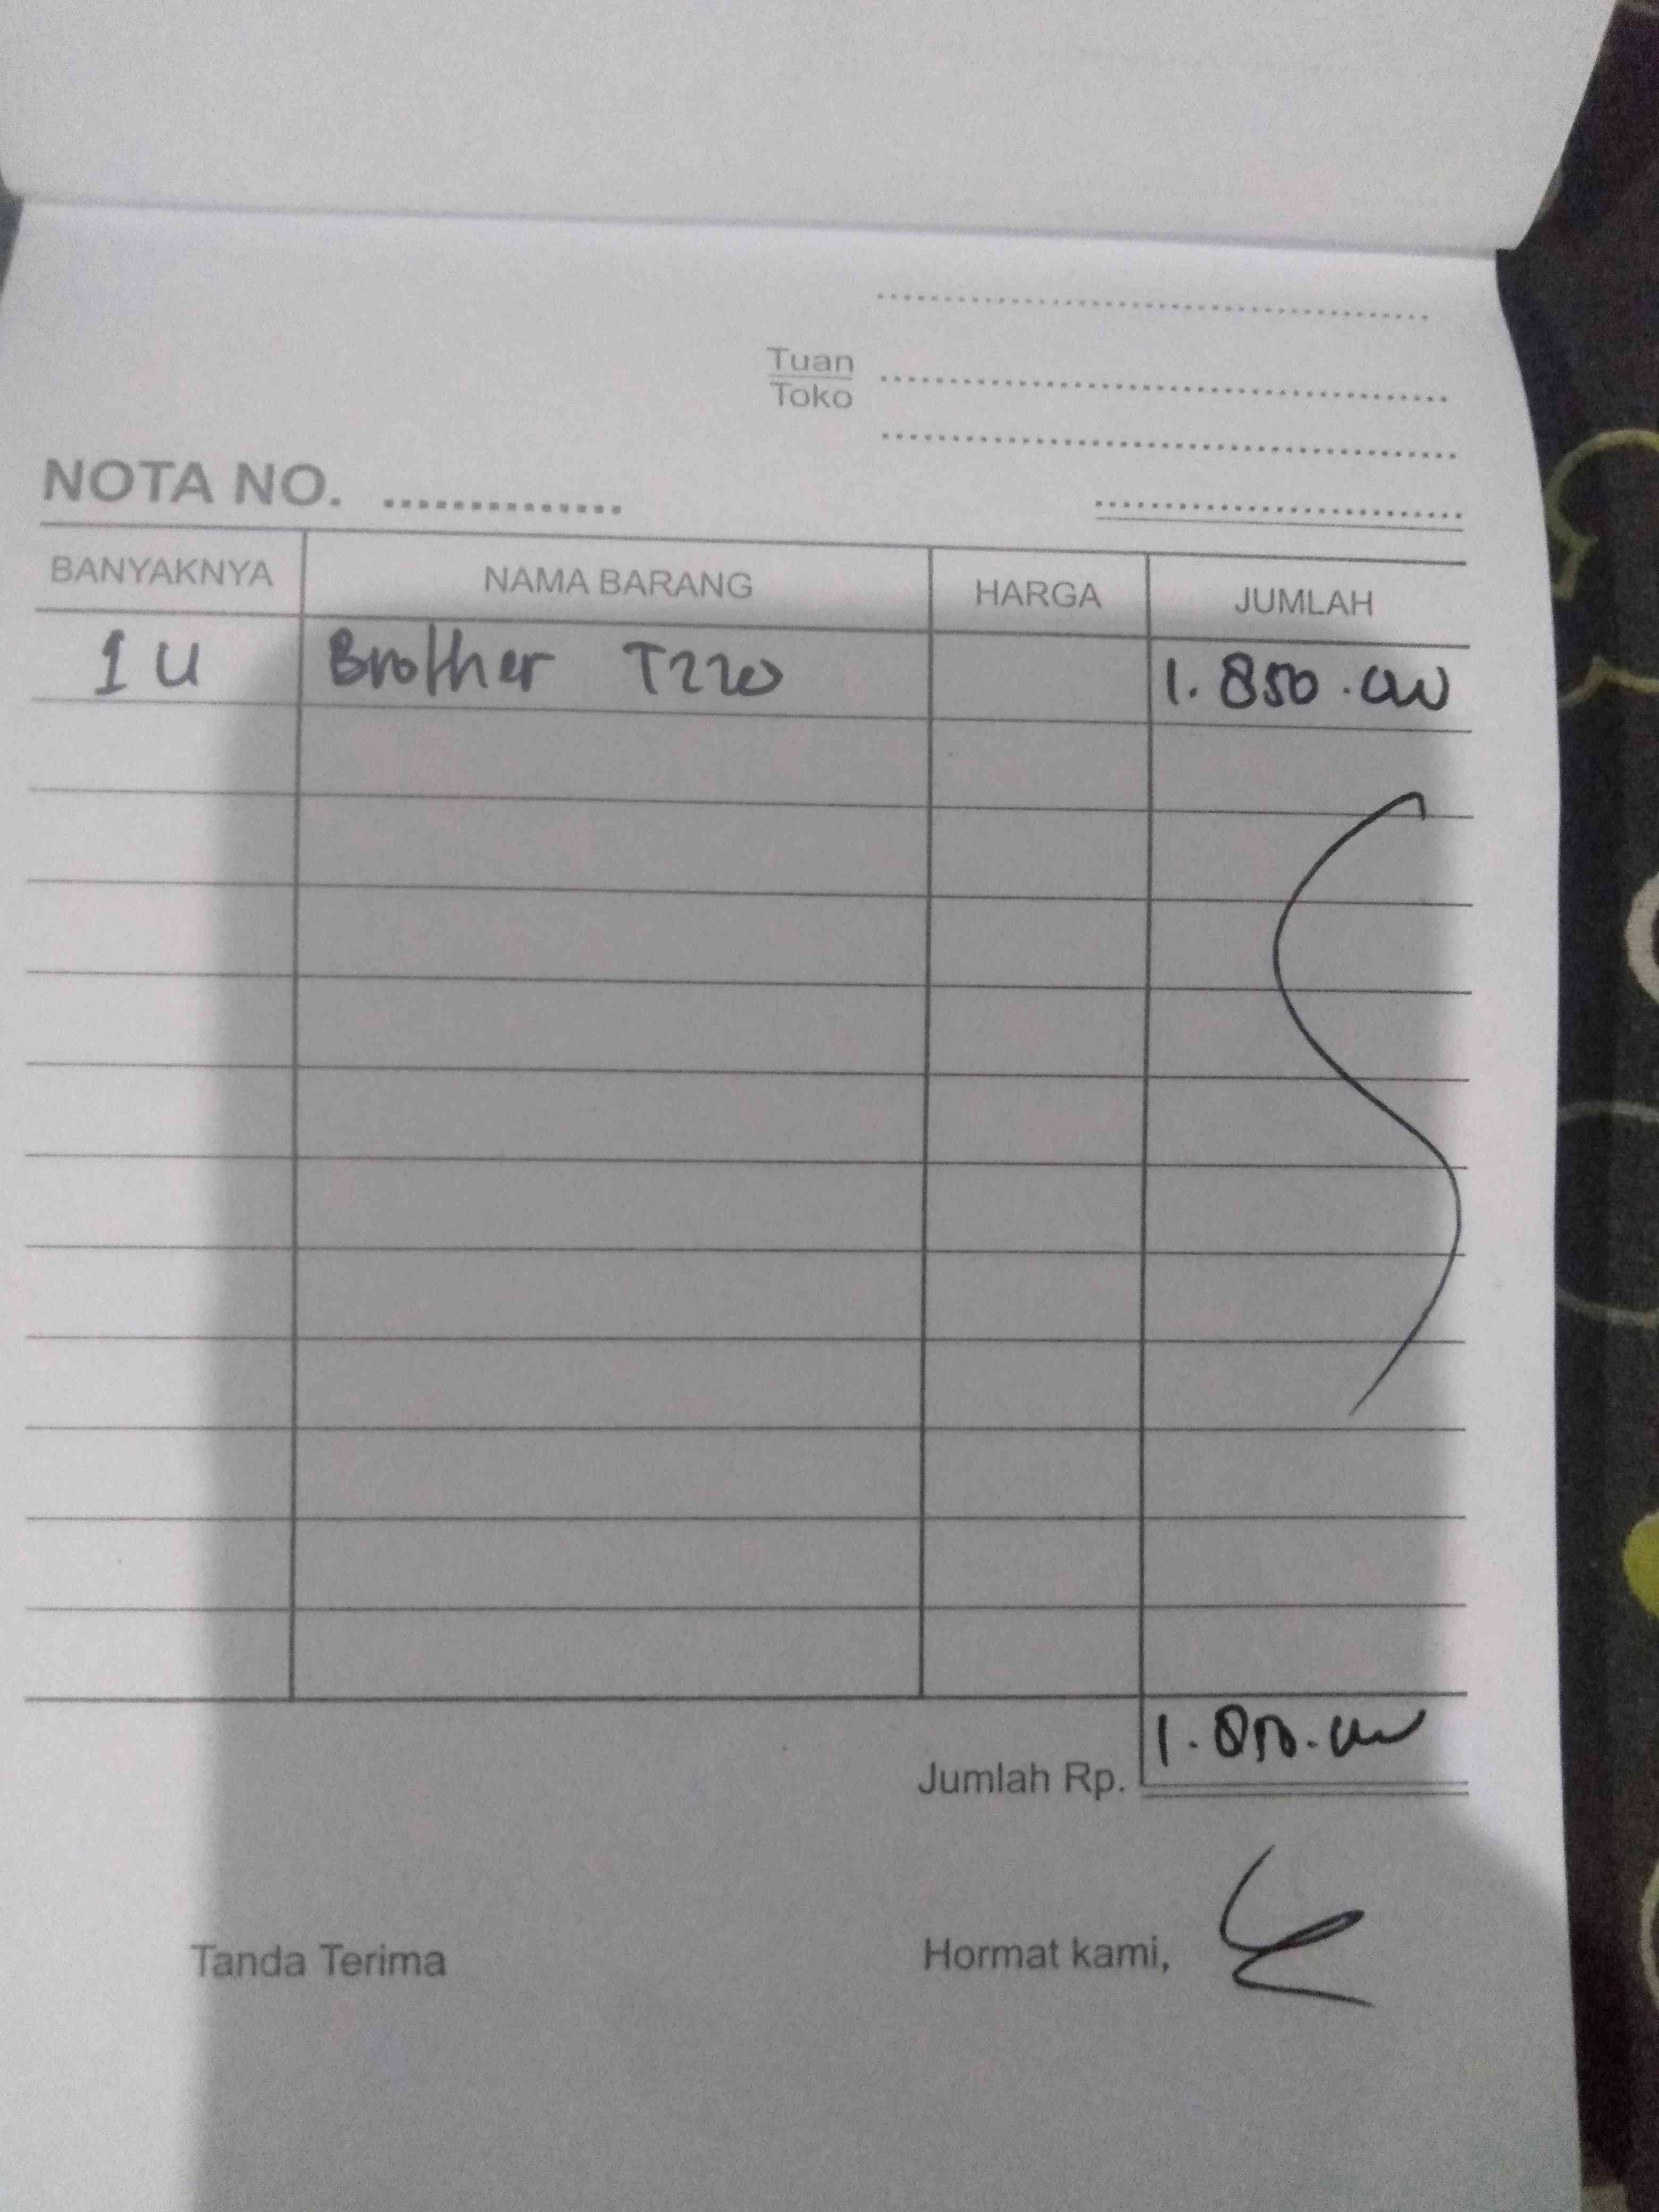 Tuan
Toko
NOTA NO. ..............
BANYAKNYA NAMA BARANG HARGA JUMLAH
1 U Brother T220 1.850.000
Jumlah Rp. 1.850.000
Tanda Terima Hormat kami,